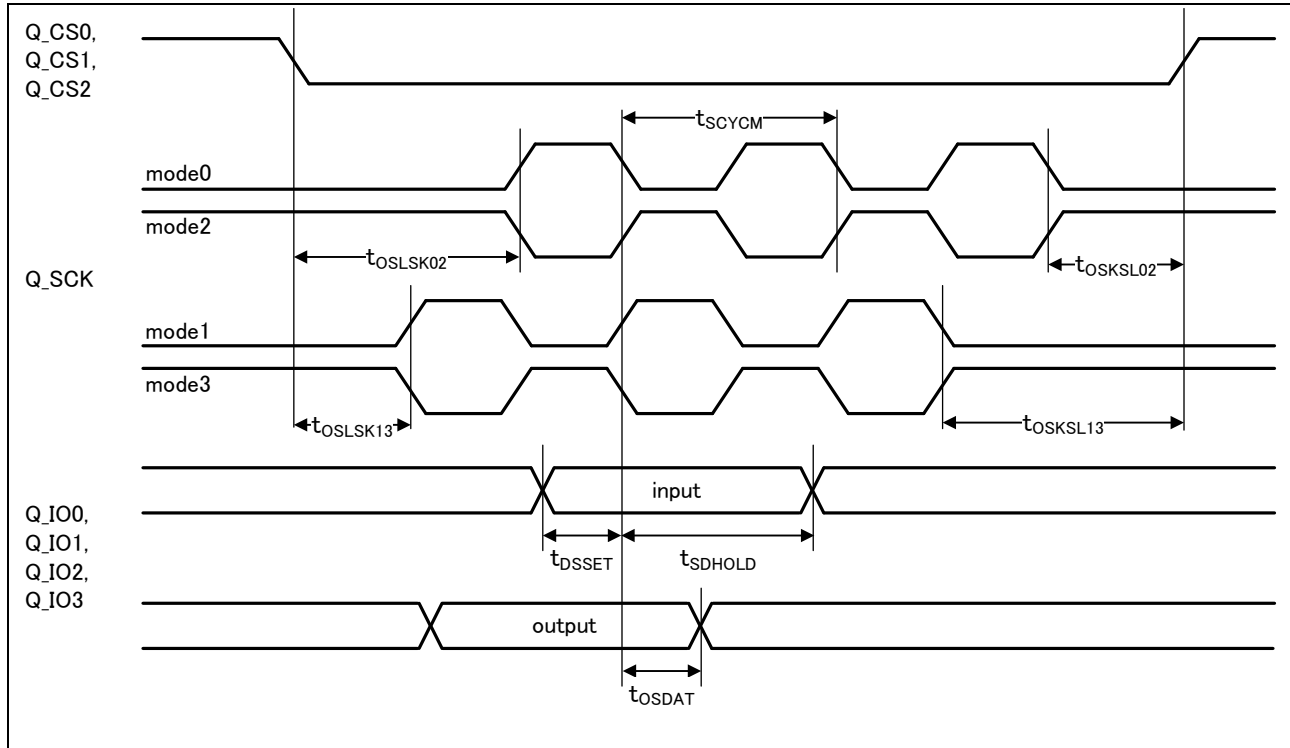 Q_CS0,
Q_CS1,
Q_CS2
tSCYCM
mode0
mode2
tOSLSK02
tOSKSL02
Q_SCK
mode1
mode3
tOSLSK13
tOSKSL13
input
Q_IO0,
Q_IO1,
Q_IO2,
Q_IO3
tDSSET
tSDHOLD
output
tOSDAT